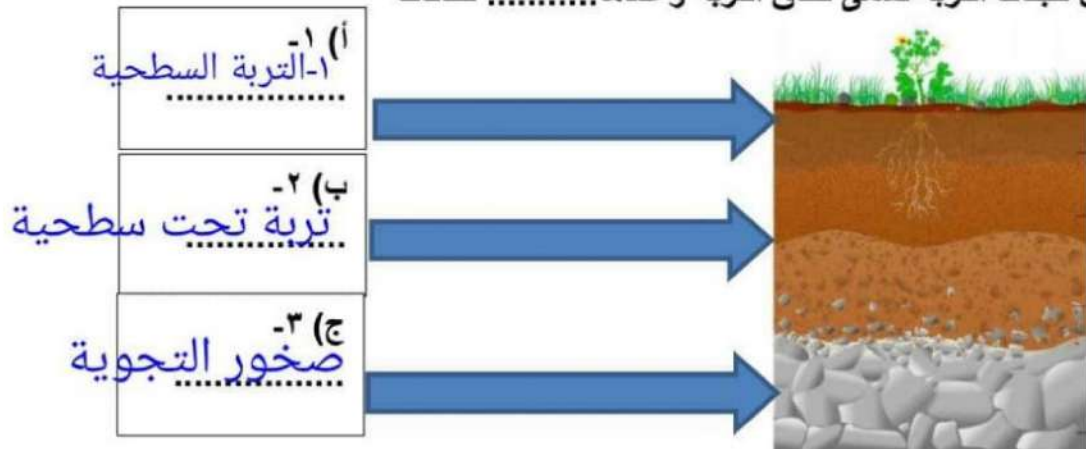 أ) ١-
١-التربة السطحية
..................
ب) ٢-
تربة تحت سطحية
................
ج) ٣-
صخور التجوية
.................